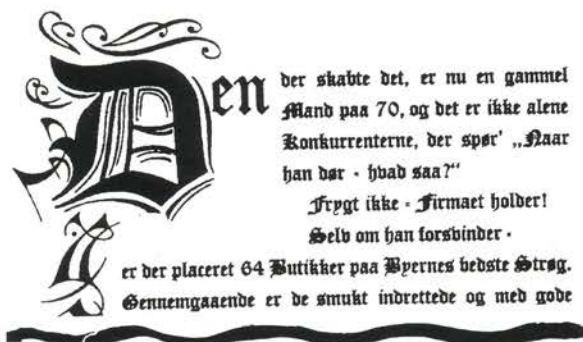 Den der skabte det, er nu en gammel
Mand paa 70, og det er ikke alene
Konkurrenterne, der spør' „Naar
han dør - hvad saa?"
Frygt ikke - Firmaet holder!
Selv om han forsvinder -
er der placeret 64 Butikker paa Byernes bedste Strøg.
Gennemgaaende er de smukt indrettede og med gode